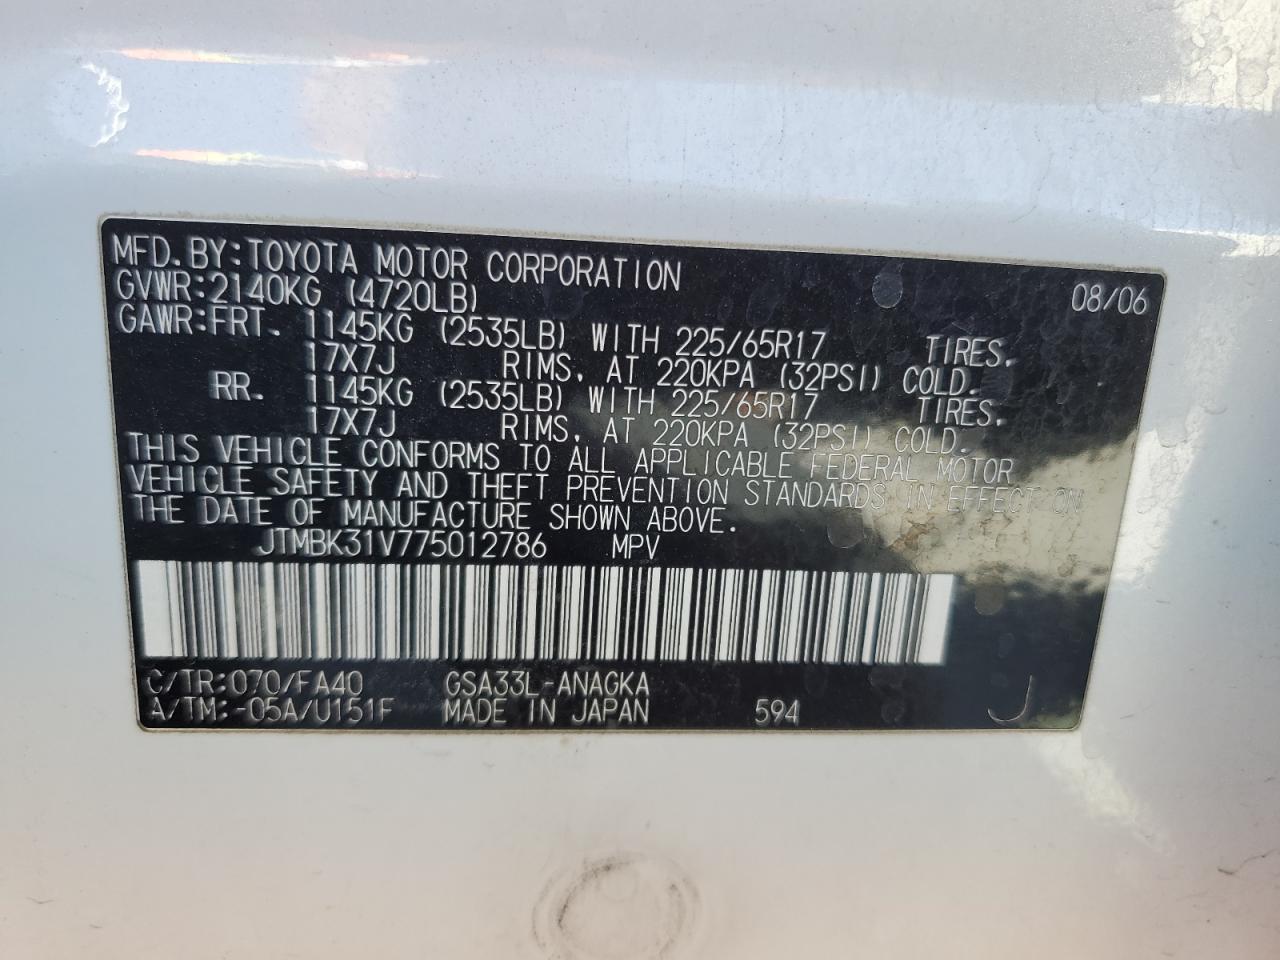 MFD. BY: TOYOTA MOTOR CORPORATION 08/06
GVWR: 2140KG (4720LB)
GAWR: FRT. 1145KG (2535LB) WITH 225/65R17 TIRES.
17X7J RIMS, AT 220KPA (32PSI) COLD.
RR. 1145KG (2535LB) WITH 225/65R17 TIRES.
17X7J RIMS, AT 220KPA (32PSI) COLD.
THIS VEHICLE CONFORMS TO ALL APPLICABLE FEDERAL MOTOR
VEHICLE SAFETY AND THEFT PREVENTION STANDARDS IN EFFECT ON
THE DATE OF MANUFACTURE SHOWN ABOVE.
JTMBK31V775012786 MPV
C/TR: 070/FA40 GSA33L-ANAGKA
A/TM: -05A/U151F MADE IN JAPAN 594 J